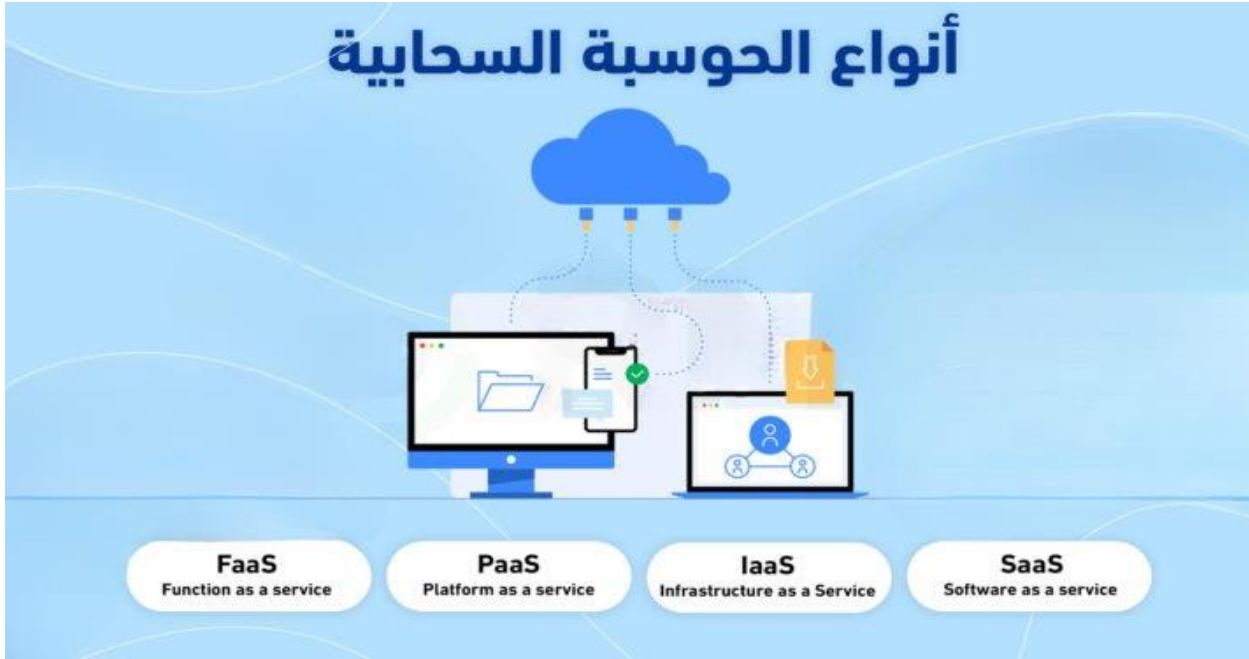 أنواع الحوسبة السحابية
FaaS
Function as a service
PaaS
Platform as a service
IaaS
Infrastructure as a Service
SaaS
Software as a service